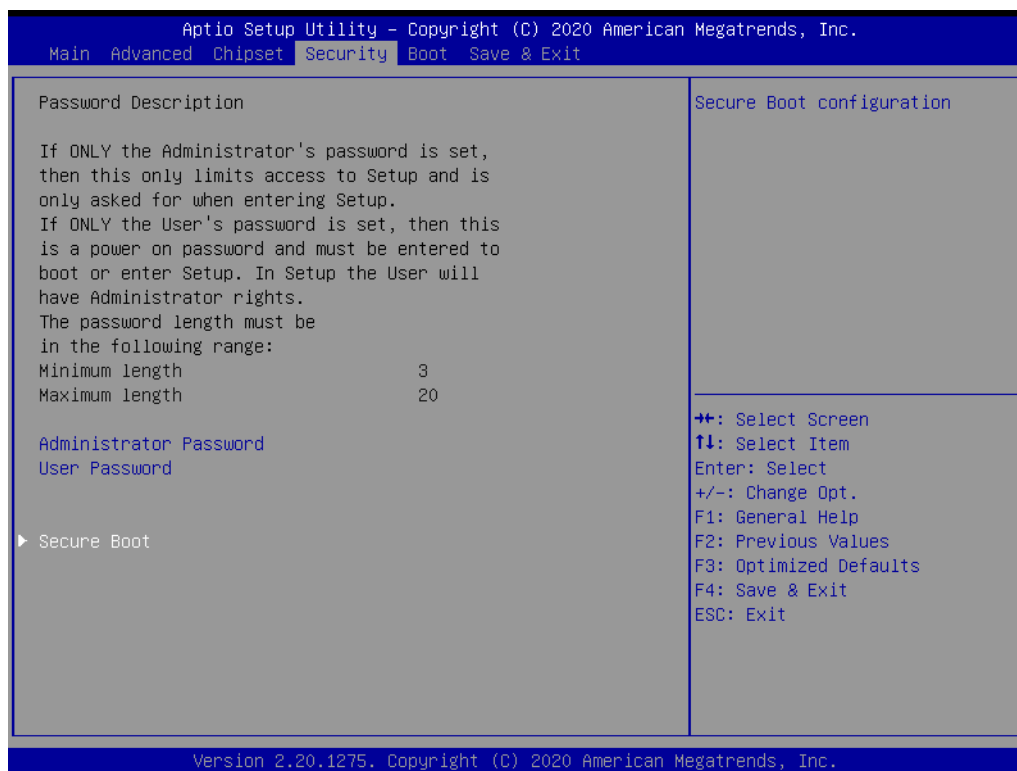 Aptio Setup Utility – Copyright (C) 2020 American Megatrends, Inc.
Main Advanced Chipset Security Boot Save & Exit
Password Description
If ONLY the Administrator's password is set,
then this only limits access to Setup and is
only asked for when entering Setup.
If ONLY the User's password is set, then this
is a power on password and must be entered to
boot or enter Setup. In Setup the User will
have Administrator rights.
The password length must be
in the following range:
Minimum length 3
Maximum length 20
Administrator Password
User Password
Secure Boot
Secure Boot configuration
→←: Select Screen
↑↓: Select Item
Enter: Select
+/-: Change Opt.
F1: General Help
F2: Previous Values
F3: Optimized Defaults
F4: Save & Exit
ESC: Exit
Version 2.20.1275. Copyright (C) 2020 American Megatrends, Inc.